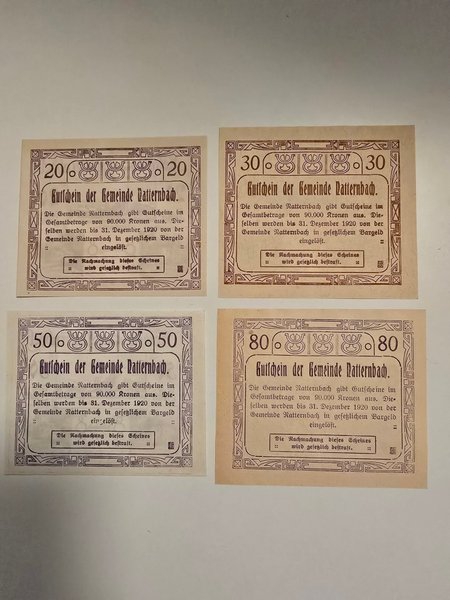 20 20
Gutschein der Gemeinde Natternbach.
Die Gemeinde Natternbach gibt Gutscheine im
Gesamtbetrage von 90.000 Kronen aus. Die-
selben werden bis 31. Dezember 1920 von der
Gemeinde Natternbach in gesetzlichem Bargeld
eingelöst.
Die Nachmachung dieses Scheines
wird gesetzlich bestraft.
30 30
Gutschein der Gemeinde Natternbach.
Die Gemeinde Natternbach gibt Gutscheine im
Gesamtbetrage von 90.000 Kronen aus. Die-
selben werden bis 31. Dezember 1920 von der
Gemeinde Natternbach in gesetzlichem Bargeld
eingelöst.
Die Nachmachung dieses Scheines
wird gesetzlich bestraft.
50 50
Gutschein der Gemeinde Natternbach.
Die Gemeinde Natternbach gibt Gutscheine im
Gesamtbetrage von 90.000 Kronen aus. Die-
selben werden bis 31. Dezember 1920 von der
Gemeinde Natternbach in gesetzlichem Bargeld
eingelöst.
Die Nachmachung dieses Scheines
wird gesetzlich bestraft.
80 80
Gutschein der Gemeinde Natternbach.
Die Gemeinde Natternbach gibt Gutscheine im
Gesamtbetrage von 90.000 Kronen aus. Die-
selben werden bis 31. Dezember 1920 von der
Gemeinde Natternbach in gesetzlichem Bargeld
eingelöst.
Die Nachmachung dieses Scheines
wird gesetzlich bestraft.